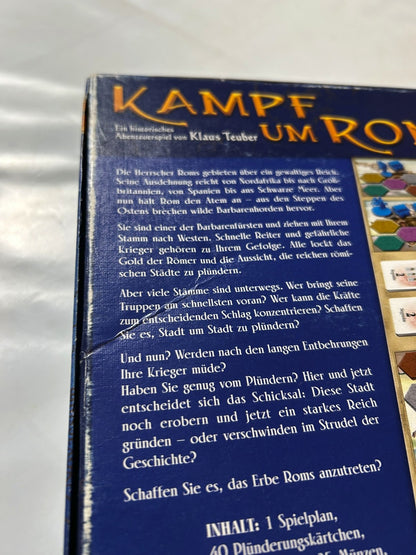 KAMPF
UM ROM
Ein historisches
Abenteuerspiel von Klaus Teuber
Die Herrscher Roms gebieten über ein gewaltiges Reich.
Seine Ausdehnung reicht von Nordafrika bis nach Groß-
britannien, von Spanien bis ans Schwarze Meer. Aber
nun hält Rom den Atem an – aus den Steppen des
Ostens brechen wilde Barbarenhorden hervor.
Sie sind einer der Barbarenfürsten und ziehen mit Ihrem
Stamm nach Westen. Schnelle Reiter und gefährliche
Krieger gehören zu Ihrem Gefolge. Alle lockt das
Gold der Römer und die Aussicht, die reichen römi-
schen Städte zu plündern.
Aber viele Stämme sind unterwegs. Wer bringt seine
Truppen am schnellsten voran? Wer kann die Kräfte
zum entscheidenden Schlag konzentrieren? Schaffen
Sie es, Stadt um Stadt zu plündern?
Und nun? Werden nach den langen Entbehrungen
Ihre Krieger müde?
Haben Sie genug vom Plündern? Hier und jetzt
entscheidet sich das Schicksal: Diese Stadt
noch erobern und jetzt ein starkes Reich
gründen – oder verschwinden im Strudel der
Geschichte?
Schaffen Sie es, das Erbe Roms anzutreten?
INHALT: 1 Spielplan,
40 Plünderungskärtchen,
Münzen,